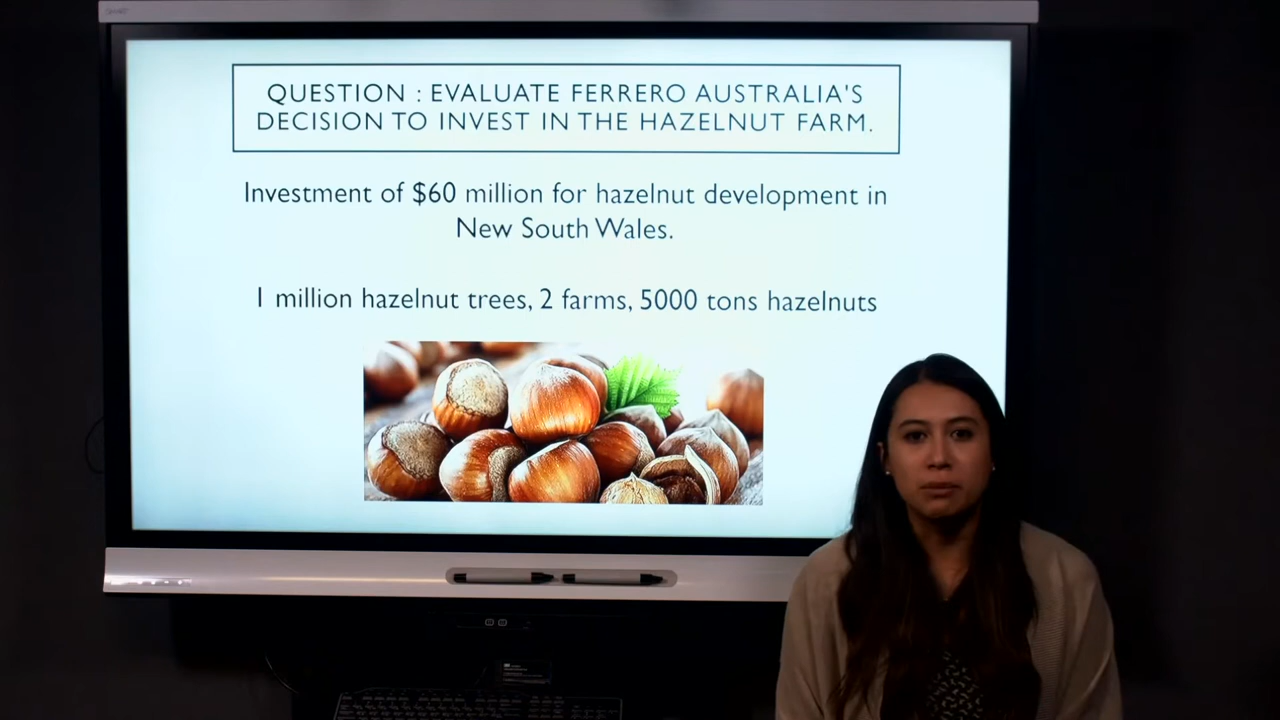 SMART
QUESTION : EVALUATE FERRERO AUSTRALIA'S
DECISION TO INVEST IN THE HAZELNUT FARM.
Investment of $60 million for hazelnut development in
New South Wales.
1 million hazelnut trees, 2 farms, 5000 tons hazelnuts